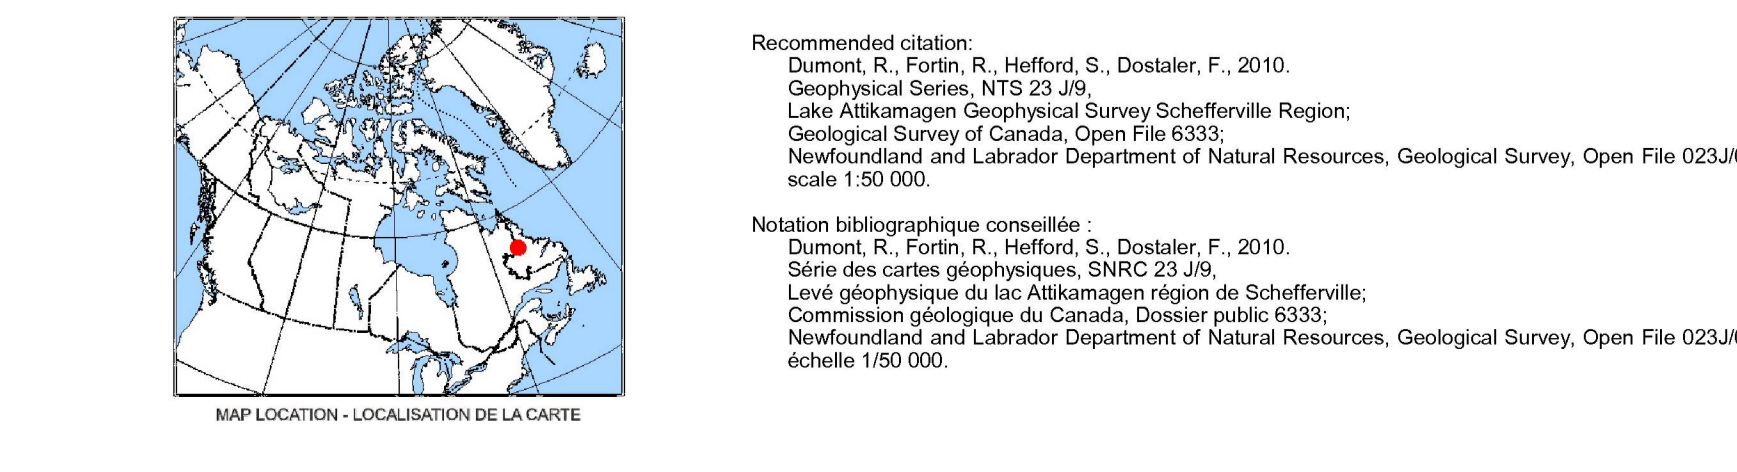 MAP LOCATION - LOCALISATION DE LA CARTE
Recommended citation:
Dumont, R., Fortin, R., Hefford, S., Dostaler, F., 2010.
Geophysical Series, NTS 23 J/9,
Lake Attikamagen Geophysical Survey Schefferville Region;
Geological Survey of Canada, Open File 6333;
Newfoundland and Labrador Department of Natural Resources, Geological Survey, Open File
scale 1:50 000.
Notation bibliographique conseillée :
Dumont, R., Fortin, R., Hefford, S., Dostaler, F., 2010.
Série des cartes géophysiques, SNRC 23 J/9,
Levé géophysique du lac Attikamagen région de Schefferville;
Commission géologique du Canada, Dossier public 6333;
Newfoundland and Labrador Department of Natural Resources, Geological Survey, Open File
échelle 1/50 000.